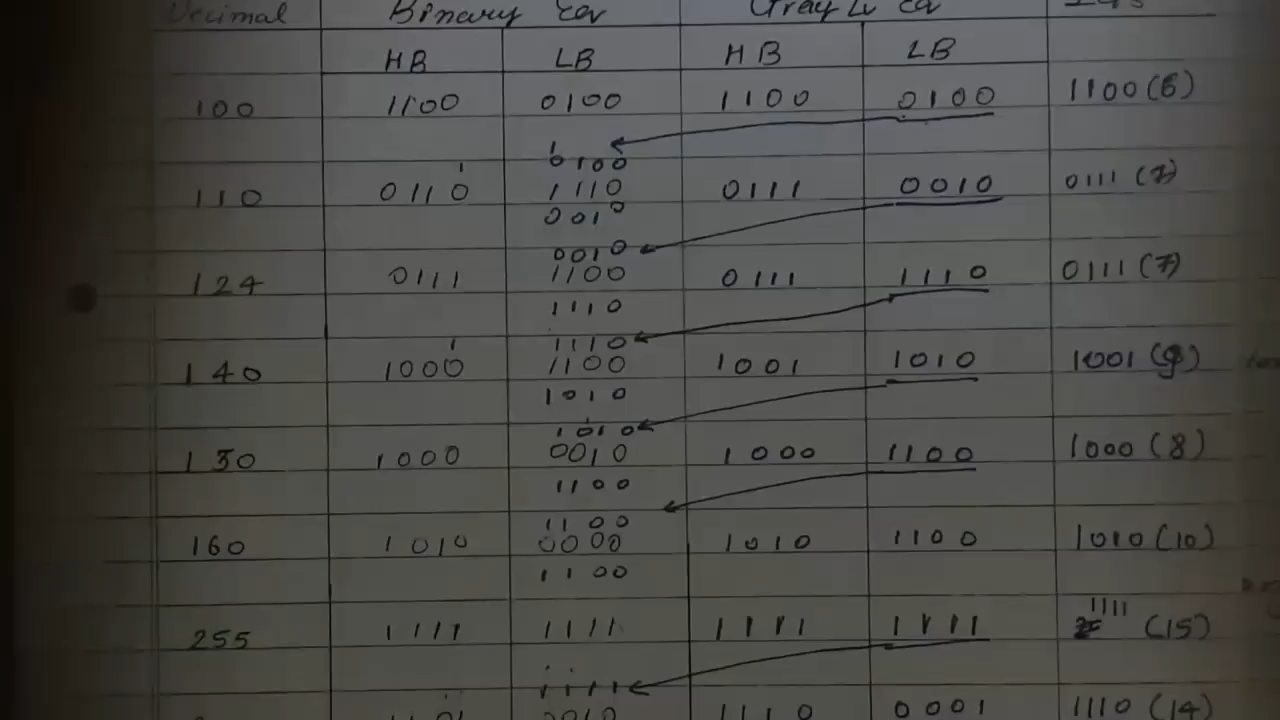 Decimal Binary
HB LB HB LB
100 1100 0100 1100 0100 1100 (6)
0100
110 0110 1110 0111 0010 0111 (7)
0010
0010
124 0111 1100 0111 1110 0111 (7)
1110
1110
140 1000 1100 1001 1010 1001 (9)
1010
1010
130 1000 0010 1000 1100 1000 (8)
1100
1100
160 1010 0000 1010 1100 1010 (10)
1100
255 1111 1111 1111 1111 1111 (15)
1111
0010 1110 0001 1110 (14)